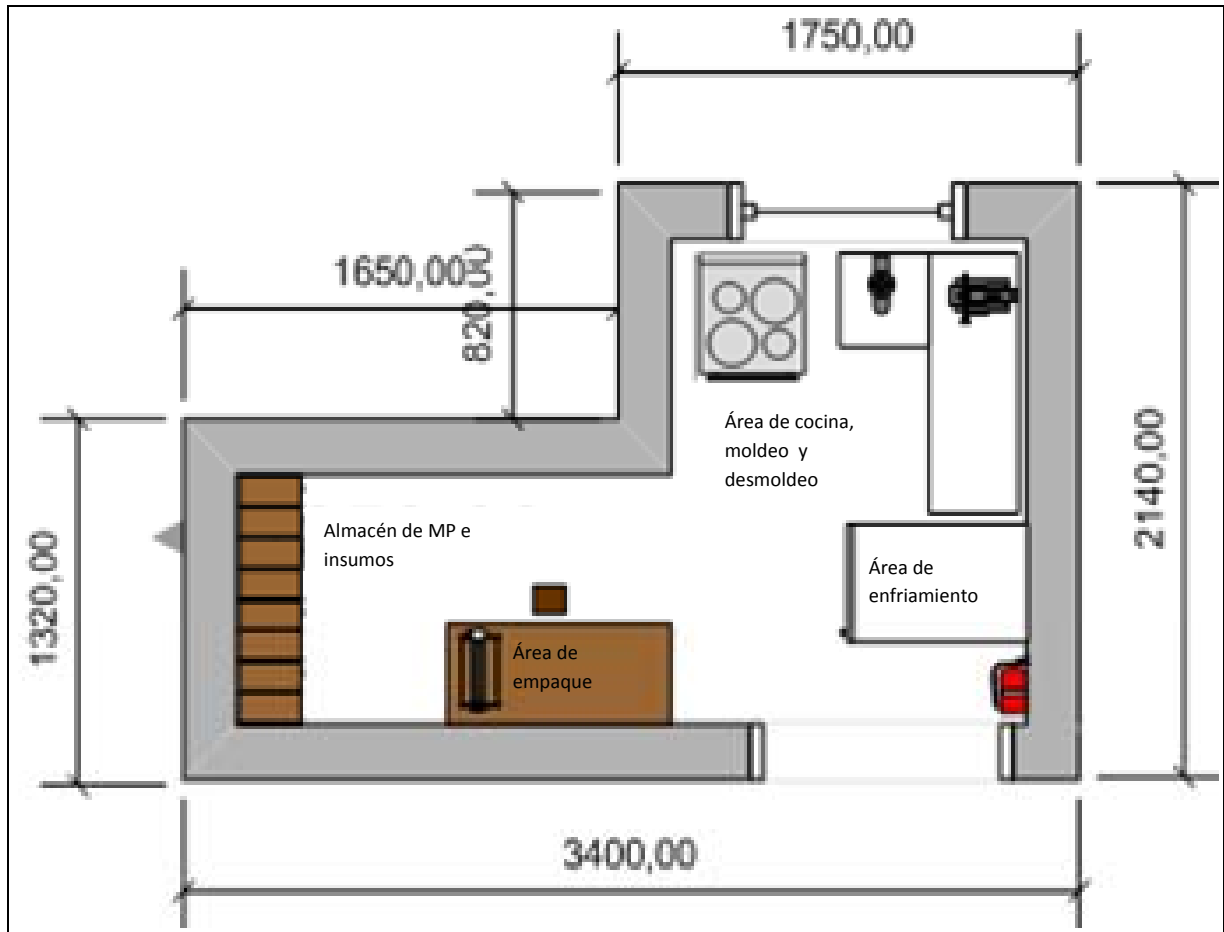 1750,00
1650,00
820,00
Área de cocina,
moldeo y
desmoldeo
2140,00
Almacén de MP e
insumos
Área de
enfriamiento
1320,00
Área de
empaque
3400,00